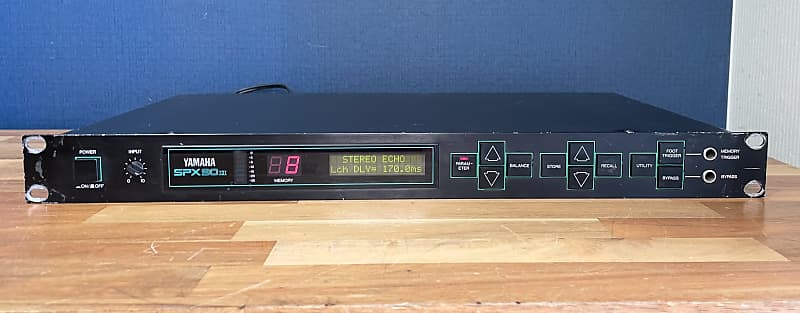 POWER
ON/ OFF
INPUT
0 10
YAMAHA
SPX90II
8
MEMORY
STEREO ECHO
Lch DLY= 170.0ms
PARAM-
ETER
BALANCE
STORE
RECALL
UTILITY
FOOT
TRIGGER
BYPASS
MEMORY
TRIGGER
BYPASS